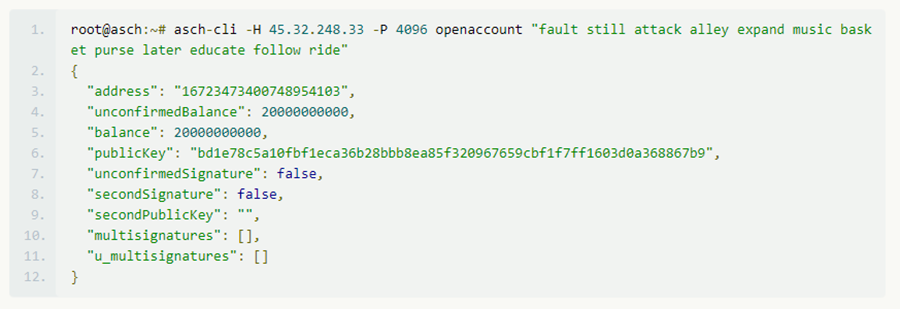 1. root@asch:~# asch-cli -H 45.32.248.33 -P 4096 openaccount "fault still attack alley expand music bask
et purse later educate follow ride"
2. {
3. "address": "16723473400748954103",
4. "unconfirmedBalance": 20000000000,
5. "balance": 20000000000,
6. "publicKey": "bd1e78c5a10fbf1eca36b28bbb8ea85f320967659cbf1f7ff1603d0a368867b9",
7. "unconfirmedSignature": false,
8. "secondSignature": false,
9. "secondPublicKey": "",
10. "multisignatures": [],
11. "u_multisignatures": []
12. }